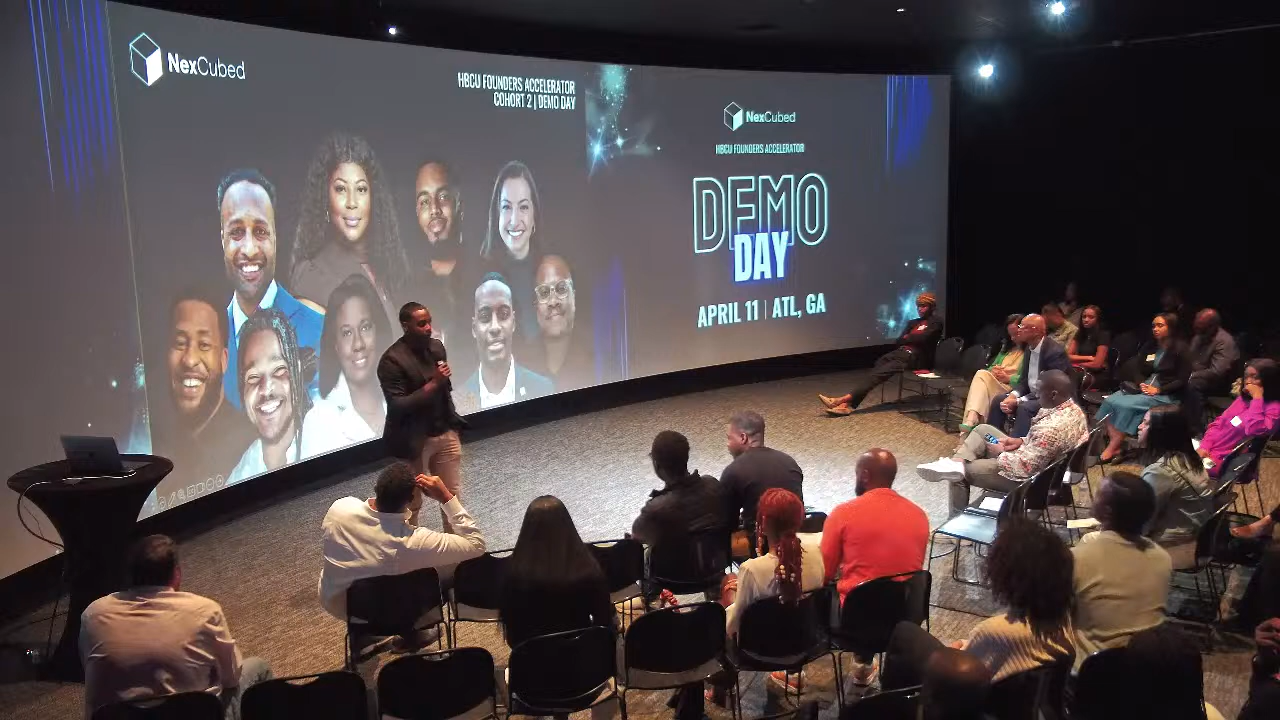 NexCubed
HBCU FOUNDERS ACCELERATOR
COHORT 2 | DEMO DAY
NexCubed
HBCU FOUNDERS ACCELERATOR
DEMO
DAY
APRIL 11 | ATL, GA